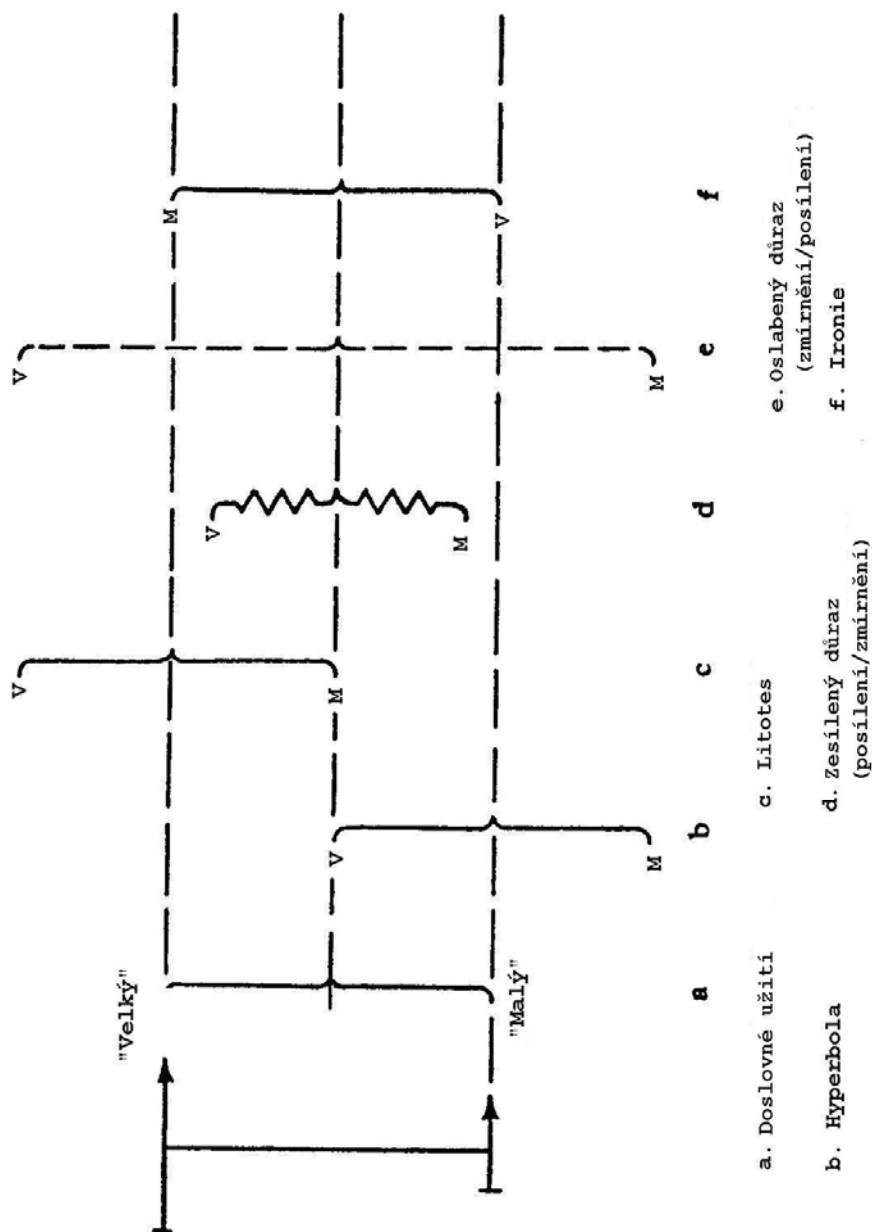 "Velký"
"Malý"
V
M
V
M
V
M
V
M
M
V
a
b
c
d
e
f
a. Doslovné užití
b. Hyperbola
c. Litotes
d. Zesílený důraz
(posílení/zmírnění)
e. Oslabený důraz
(zmírnění/posílení)
f. Ironie